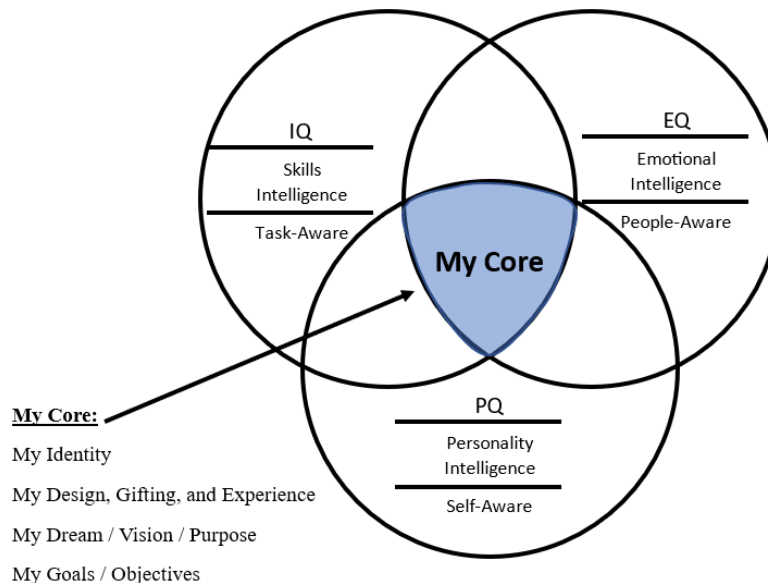 IQ
Skills
Intelligence
Task-Aware
EQ
Emotional
Intelligence
People-Aware
My Core
PQ
Personality
Intelligence
Self-Aware
My Core:
My Identity
My Design, Gifting, and Experience
My Dream / Vision / Purpose
My Goals / Objectives